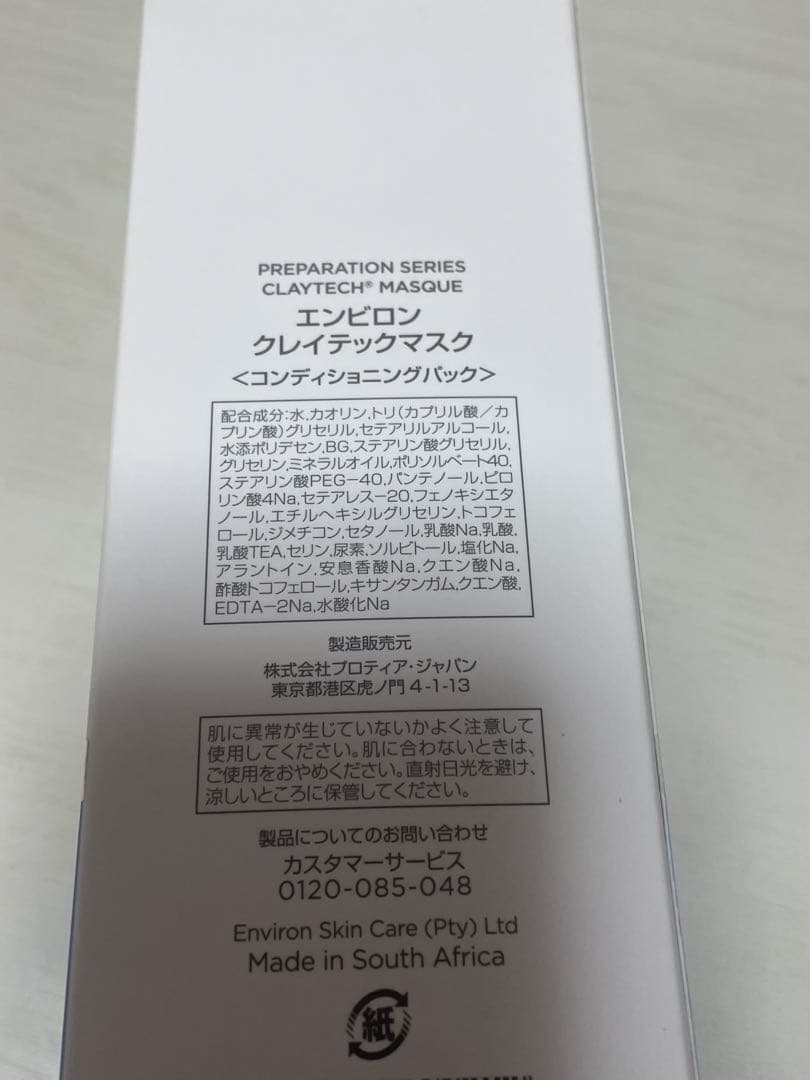 PREPARATION SERIES
CLAYTECH® MASQUE
エンビロン
クレイテックマスク
<コンディショニングパック>
配合成分:水,カオリン,トリ(カプリル酸/カ
プリン酸)グリセリル,セテアリルアルコール,
水添ポリデセン,BG,ステアリン酸グリセリル,
グリセリン,ミネラルオイル,ポリソルベート40,
ステアリン酸PEG-40,パンテノール,ピロ
リン酸4Na,セテアレス-20,フェノキシエタ
ノール,エチルヘキシルグリセリン,トコフェ
ロール,ジメチコン,セタノール,乳酸Na,乳酸,
乳酸TEA,セリン,尿素,ソルビトール,塩化Na,
アラントイン,安息香酸Na,クエン酸Na,
酢酸トコフェロール,キサンタンガム,クエン酸,
EDTA-2Na,水酸化Na
製造販売元
株式会社プロティア・ジャパン
東京都港区虎ノ門 4-1-13
肌に異常が生じていないかよく注意して
使用してください。肌に合わないときは、
ご使用をおやめください。直射日光を避け、
涼しいところに保管してください。
製品についてのお問い合わせ
カスタマーサービス
0120-085-048
Environ Skin Care (Pty) Ltd
Made in South Africa
紙